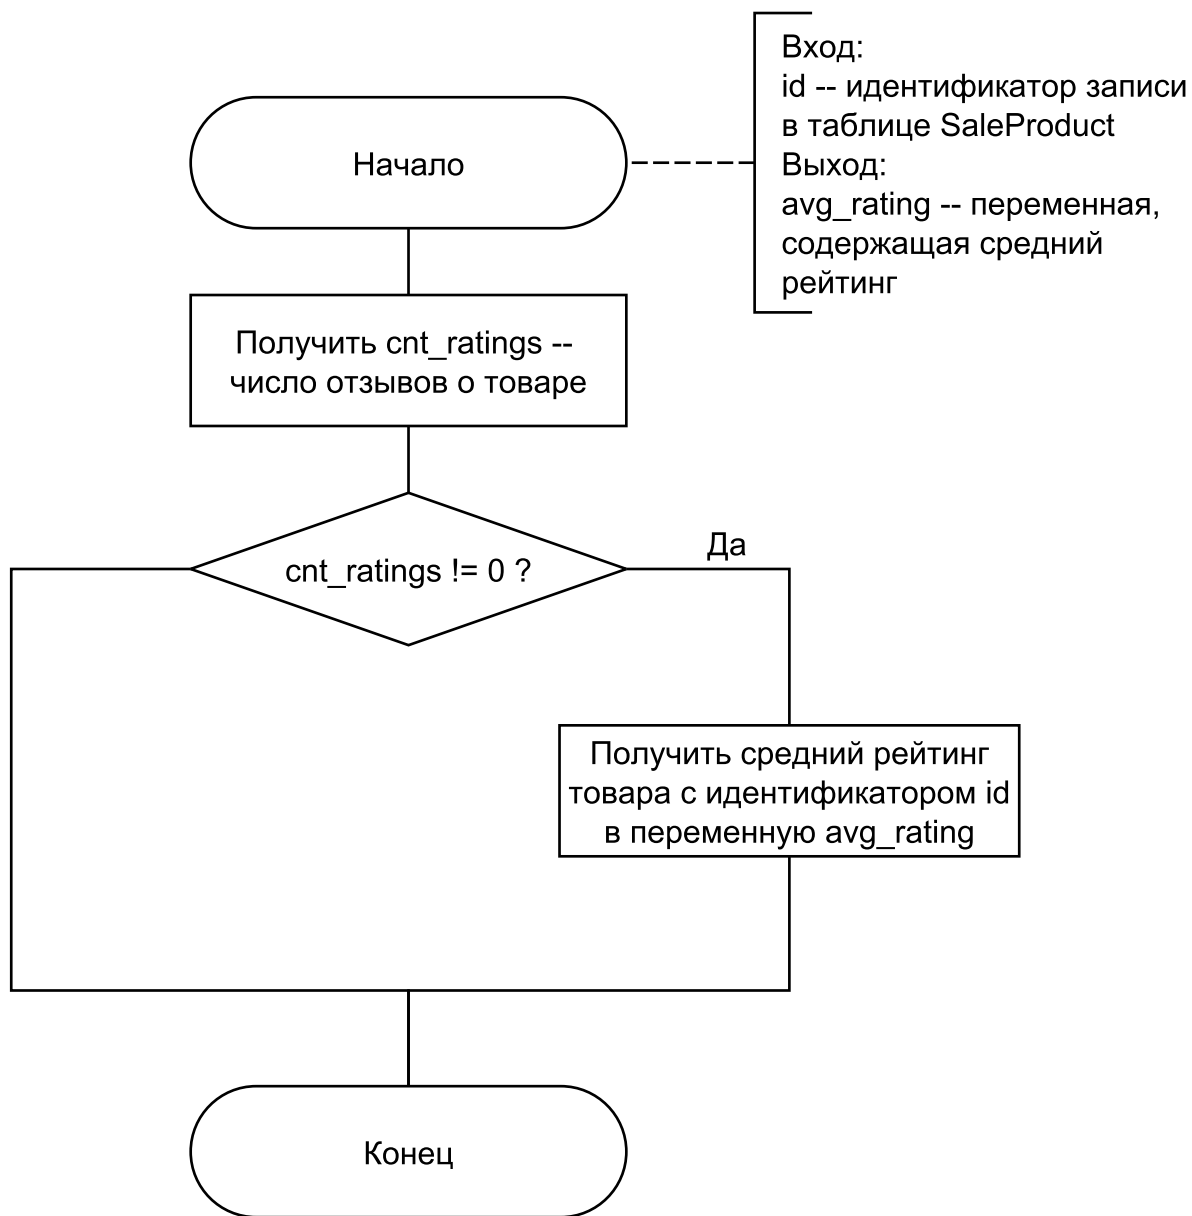 Начало
Вход:
id -- идентификатор записи
в таблице SaleProduct
Выход:
avg_rating -- переменная,
содержащая средний
рейтинг
Получить cnt_ratings --
число отзывов о товаре
cnt_ratings != 0 ?
Да
Получить средний рейтинг
товара с идентификатором id
в переменную avg_rating
Конец